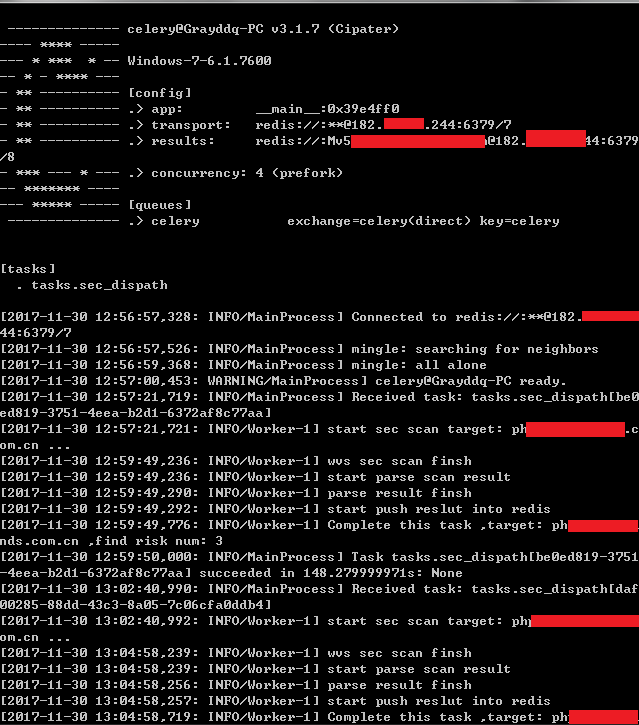 -------------- celery@Grayddq-PC v3.1.7 (Cipater)
---- **** -----
--- * ***  * -- Windows-7-6.1.7600
-- * - **** ---
- ** ---------- [config]
- ** ---------- .> app:         __main__:0x39e4ff0
- ** ---------- .> transport:   redis://:**@182. .244:6379/7
- ** ---------- .> results:     redis://:Mv5 @182. 44:6379
/8
- *** --- * --- .> concurrency: 4 (prefork)
-- ******* ----
--- ***** ----- [queues]
-------------- .> celery           exchange=celery(direct) key=celery
[tasks]
. tasks.sec_dispath
[2017-11-30 12:56:57,328: INFO/MainProcess] Connected to redis://:**@182.
44:6379/7
[2017-11-30 12:56:57,526: INFO/MainProcess] mingle: searching for neighbors
[2017-11-30 12:56:59,368: INFO/MainProcess] mingle: all alone
[2017-11-30 12:57:00,453: WARNING/MainProcess] celery@Grayddq-PC ready.
[2017-11-30 12:57:21,719: INFO/MainProcess] Received task: tasks.sec_dispath[be0
ed819-3751-4eea-b2d1-6372af8c77aa]
[2017-11-30 12:57:21,721: INFO/Worker-1] start sec scan target: ph .c
om.cn ...
[2017-11-30 12:59:49,236: INFO/Worker-1] wvs sec scan finsh
[2017-11-30 12:59:49,236: INFO/Worker-1] start parse scan result
[2017-11-30 12:59:49,290: INFO/Worker-1] parse result finsh
[2017-11-30 12:59:49,292: INFO/Worker-1] start push reslut into redis
[2017-11-30 12:59:49,776: INFO/Worker-1] Complete this task ,target: ph
nds.com.cn ,find risk num: 3
[2017-11-30 12:59:50,000: INFO/MainProcess] Task tasks.sec_dispath[be0ed819-3751
-4eea-b2d1-6372af8c77aa] succeeded in 148.279999971s: None
[2017-11-30 13:02:40,990: INFO/MainProcess] Received task: tasks.sec_dispath[daf
00285-88dd-43c3-8a05-7c06cfa0ddb4]
[2017-11-30 13:02:40,992: INFO/Worker-1] start sec scan target: ph
om.cn ...
[2017-11-30 13:04:58,239: INFO/Worker-1] wvs sec scan finsh
[2017-11-30 13:04:58,239: INFO/Worker-1] start parse scan result
[2017-11-30 13:04:58,256: INFO/Worker-1] parse result finsh
[2017-11-30 13:04:58,257: INFO/Worker-1] start push reslut into redis
[2017-11-30 13:04:58,719: INFO/Worker-1] Complete this task ,target: ph